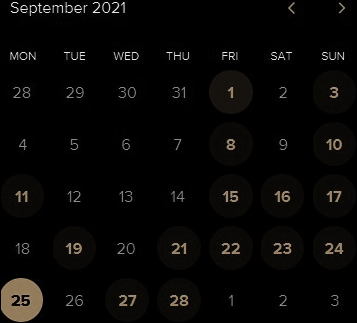 September 2021 < >
MON TUE WED THU FRI SAT SUN
28 29 30 31 1 2 3
4 5 6 7 8 9 10
11 12 13 14 15 16 17
18 19 20 21 22 23 24
25 26 27 28 1 2 3